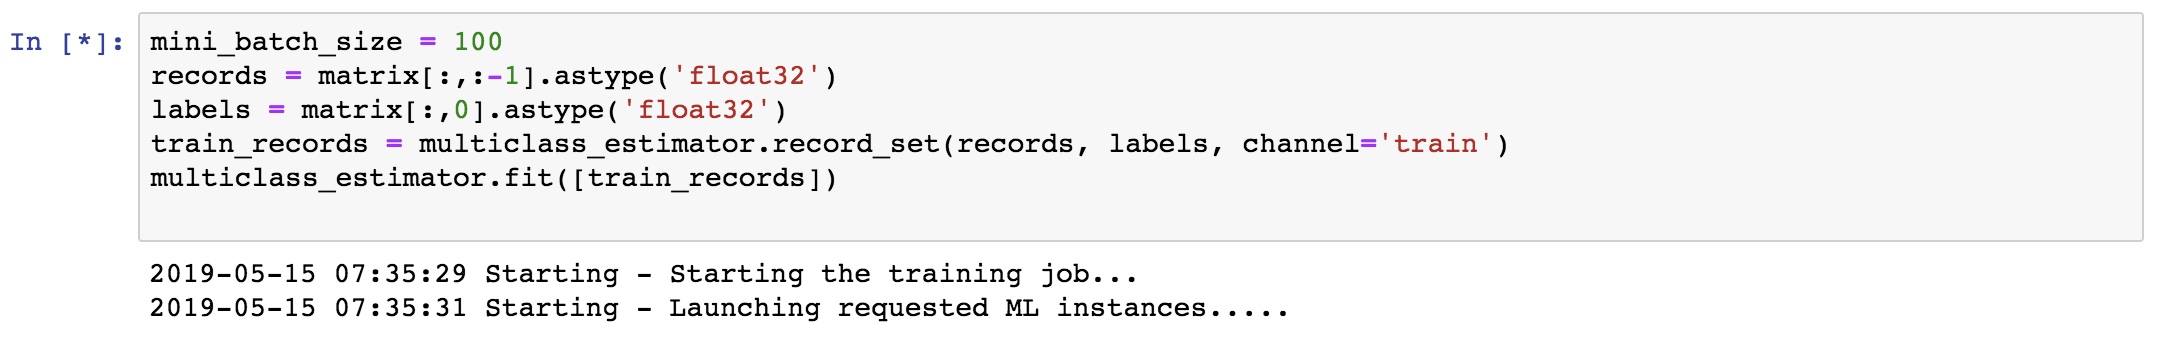 In [*]: mini_batch_size = 100
records = matrix[:,:-1].astype('float32')
labels = matrix[:,0].astype('float32')
train_records = multiclass_estimator.record_set(records, labels, channel='train')
multiclass_estimator.fit([train_records])
2019-05-15 07:35:29 Starting - Starting the training job...
2019-05-15 07:35:31 Starting - Launching requested ML instances.....